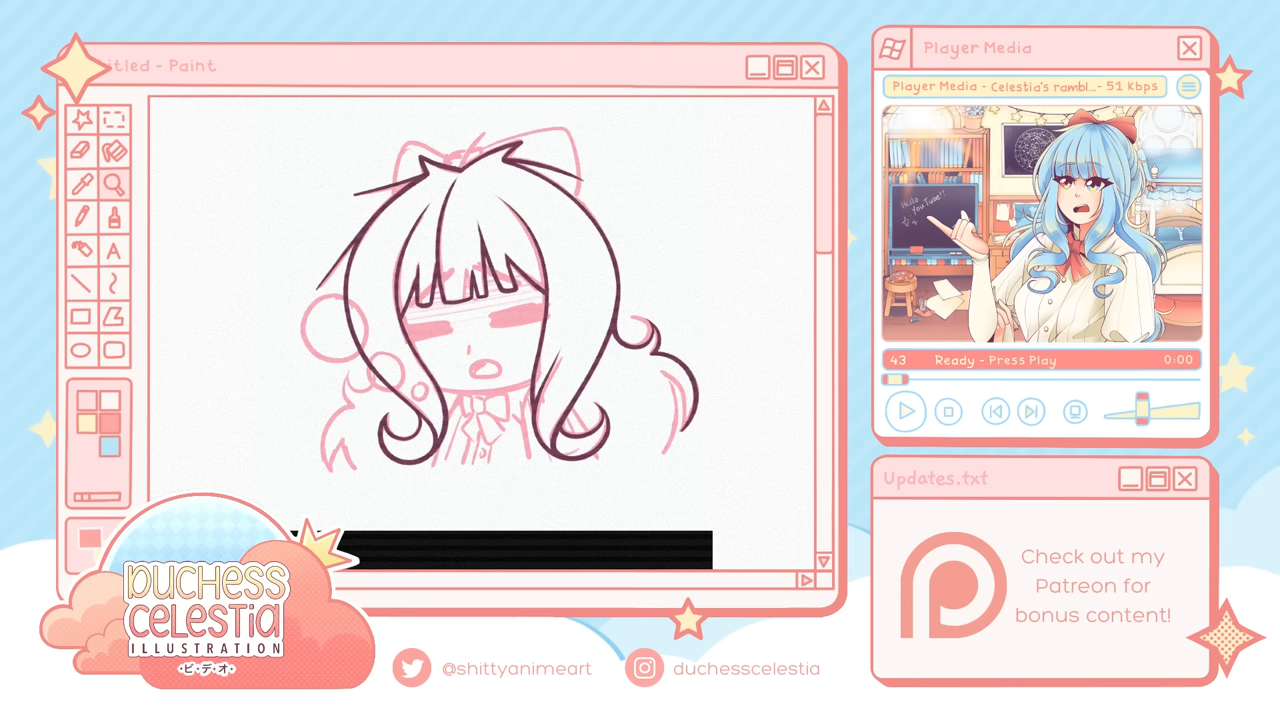 titled - Paint
A
Player Media
Player Media - Celestia's rambl...- 51 Kbps
Hello
YouTube!
43 Ready - Press Play 0:00
Updates.txt
Check out my
Patreon for
bonus content!
DUCHESS
CELESTIA
ILLUSTRATION
·ビ·デ·オ·
@shittyanimeart duchesscelestia